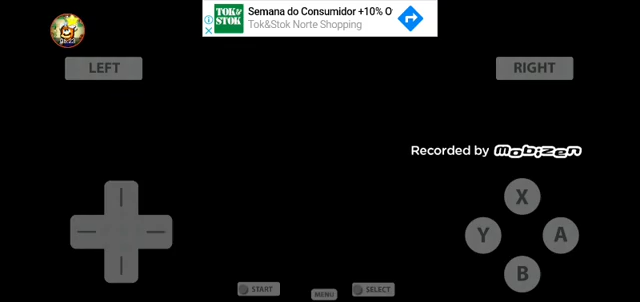 TOK&
STOK
Semana do Consumidor +10% O
Tok&Stok Norte Shopping
LEFT
RIGHT
Recorded by Mobizen
X
Y
A
B
START
MENU
SELECT